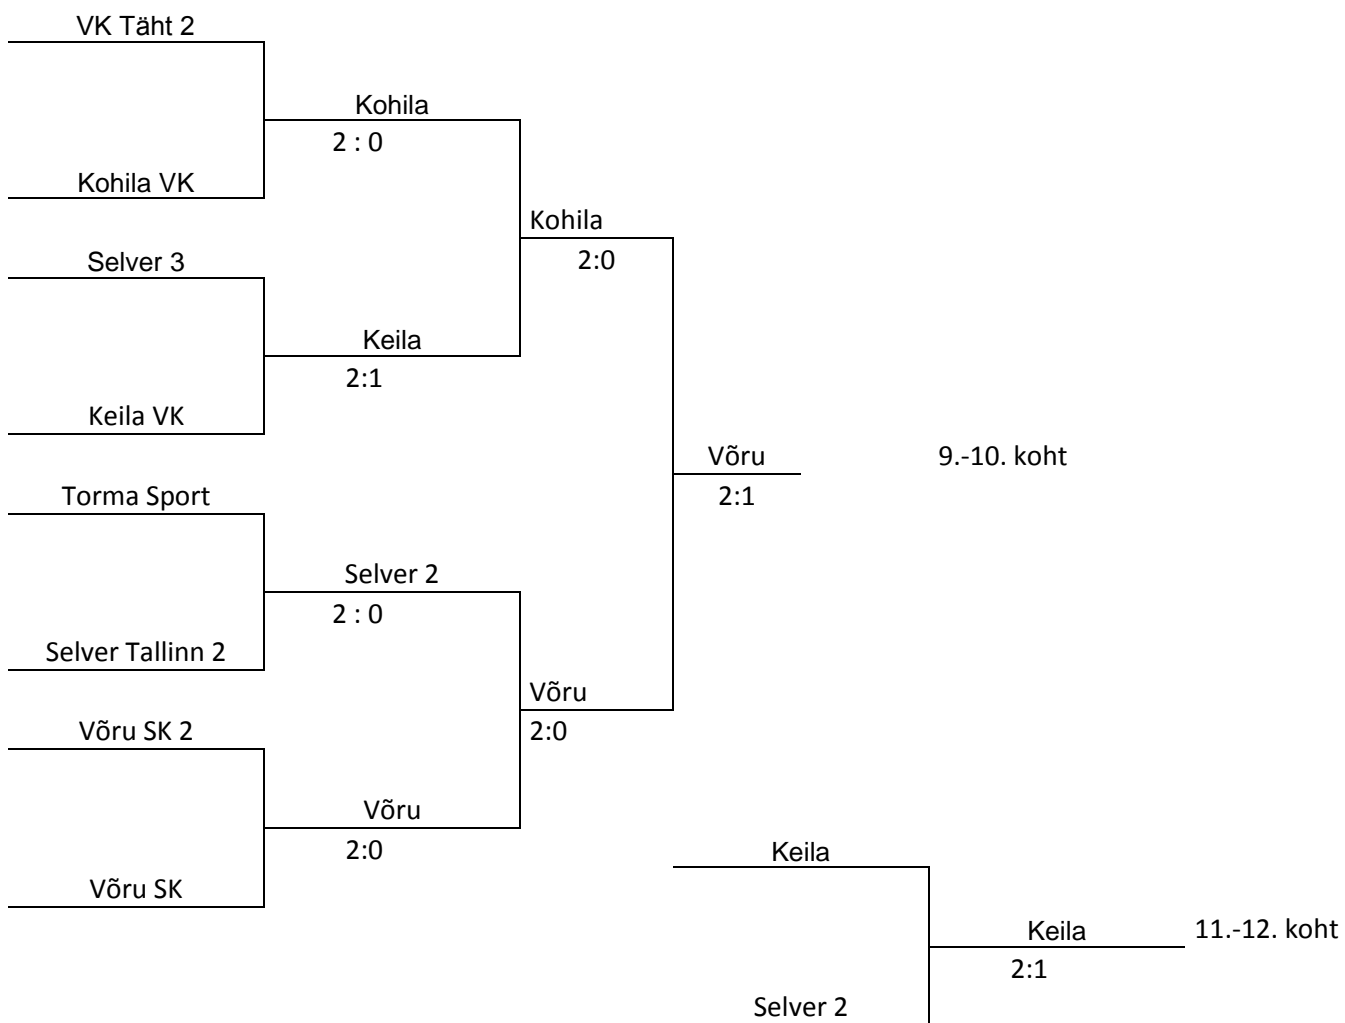 VK Täht 2
Kohila
2 : 0
Kohila VK
Kohila
2:0
Selver 3
Keila
2:1
Keila VK
Võru
9.-10. koht
2:1
Torma Sport
Selver 2
2 : 0
Selver Tallinn 2
Võru
2:0
Võru SK 2
Võru
2:0
Keila
Võru SK
Keila
11.-12. koht
2:1
Selver 2